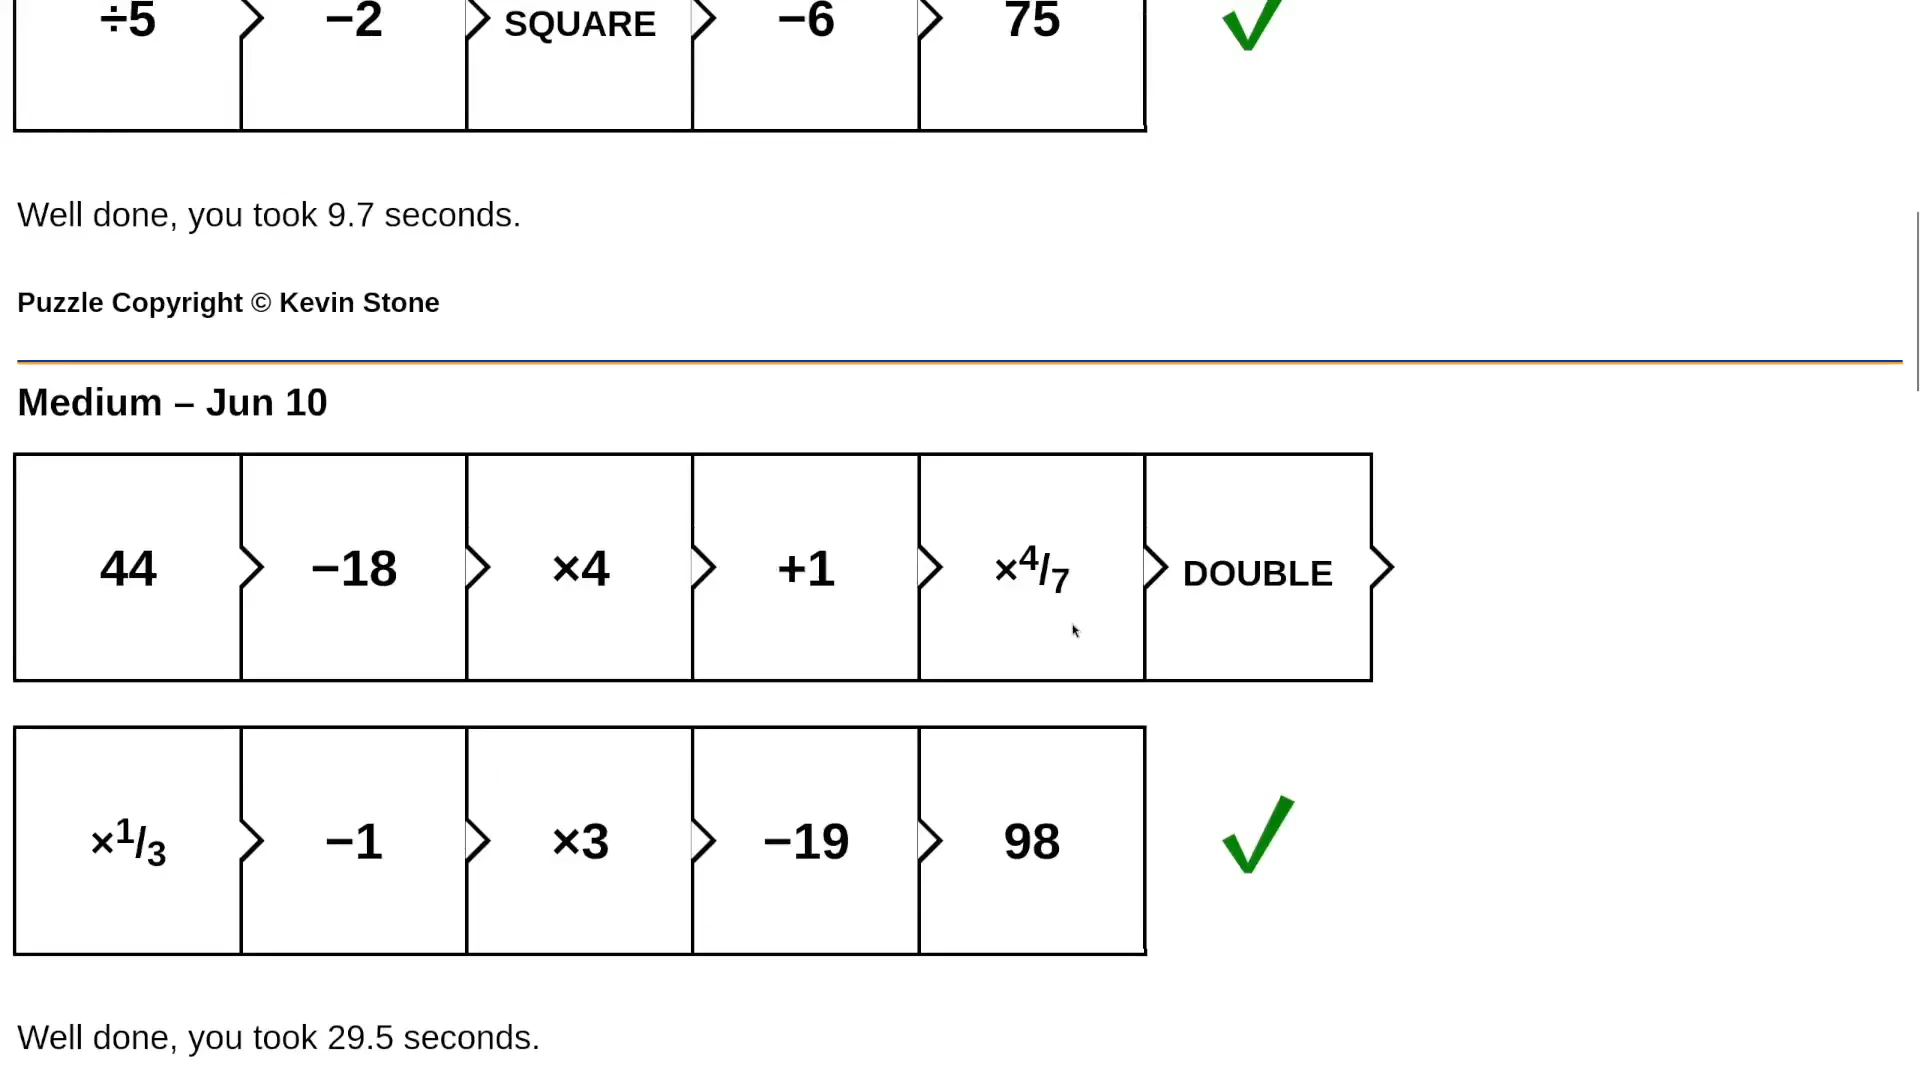 ÷5 −2 SQUARE −6 75
Well done, you took 9.7 seconds.
Puzzle Copyright © Kevin Stone
Medium – Jun 10
44 −18 ×4 +1 ×4/7 DOUBLE
×1/3 −1 ×3 −19 98
Well done, you took 29.5 seconds.